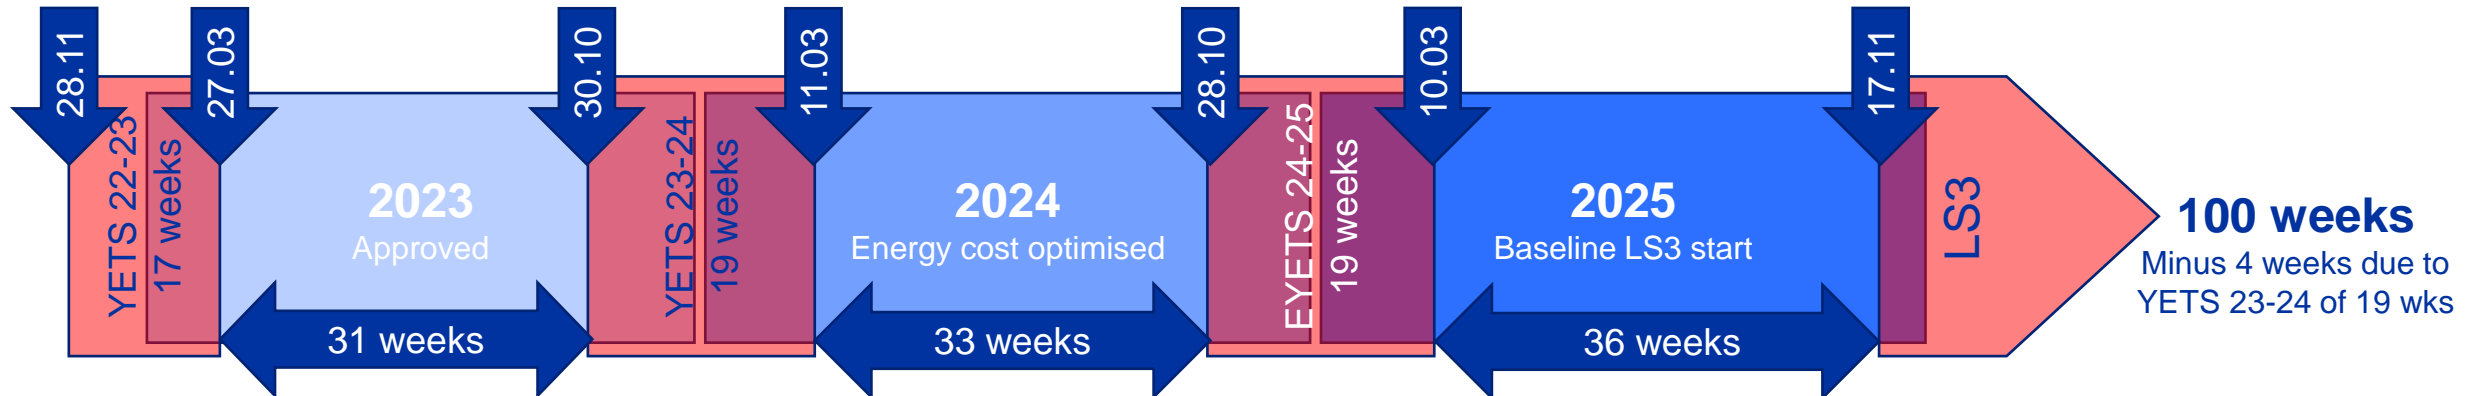 28.11
27.03
30.10
11.03
28.10
10.03
17.11
YETS 22-23
17 weeks
2023
Approved
31 weeks
YETS 23-24
19 weeks
2024
Energy cost optimised
33 weeks
EYETS 24-25
19 weeks
2025
Baseline LS3 start
36 weeks
LS3
100 weeks
Minus 4 weeks due to
YETS 23-24 of 19 wks